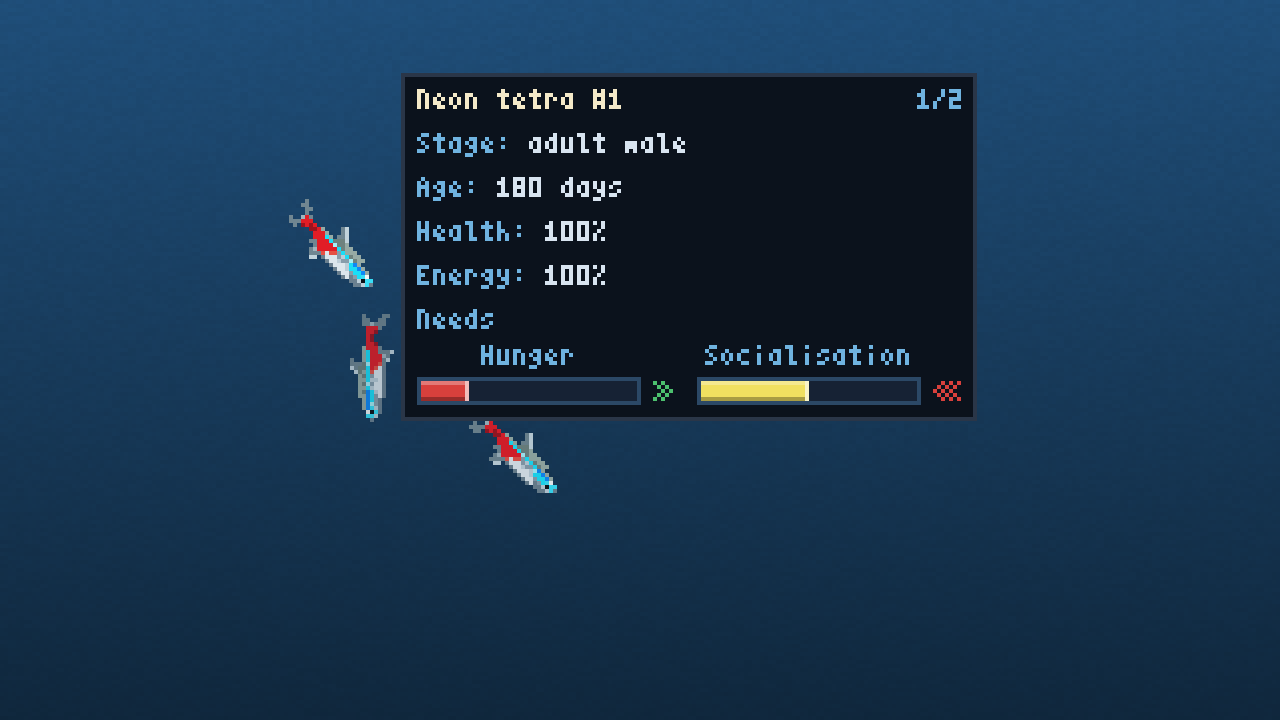 Neon tetra #1 1/2
Stage: adult male
Age: 180 days
Health: 100%
Energy: 100%
Needs
Hunger Socialisation